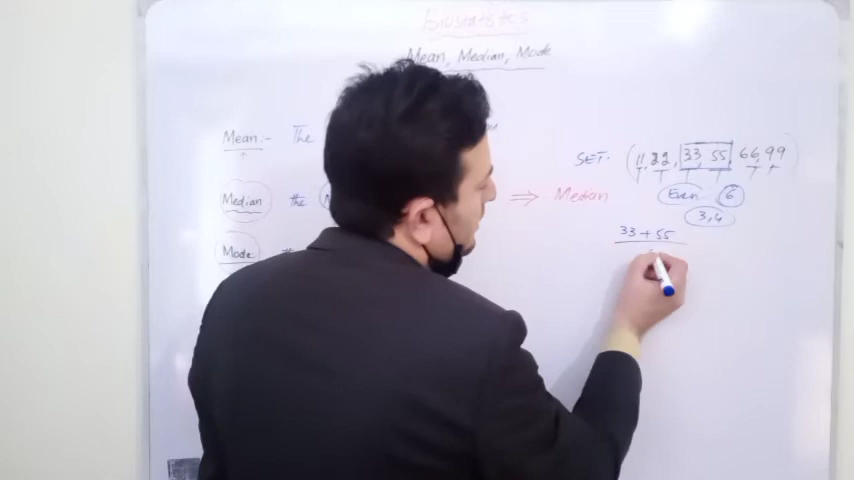 Biostatistics
Mean, Median, Mode
Mean:- The
SET. (11, 22, 33, 55, 66, 99)
Median the
⇒ Median
Even 6
3,4
33 + 55
Mode